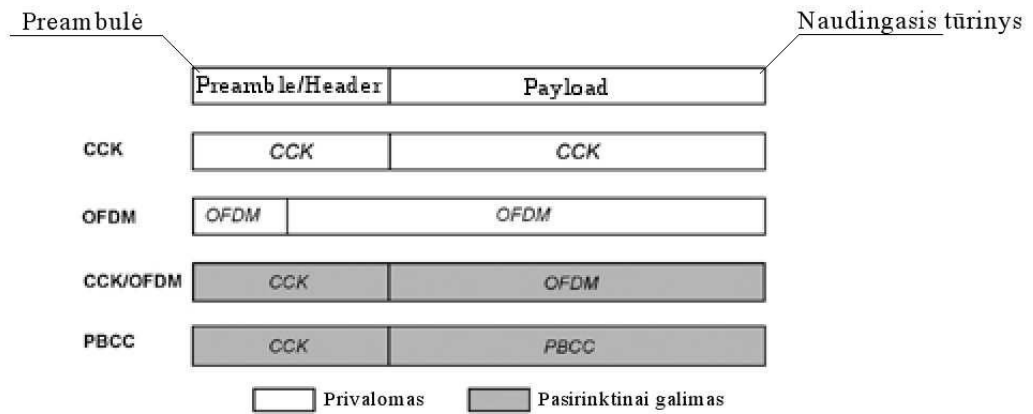 Preambulė
Naudingasis tūrinys
Preamble/Header Payload
CCK CCK CCK
OFDM OFDM OFDM
CCK/OFDM CCK OFDM
PBCC CCK PBCC
Privalomas Pasirinktinai galimas